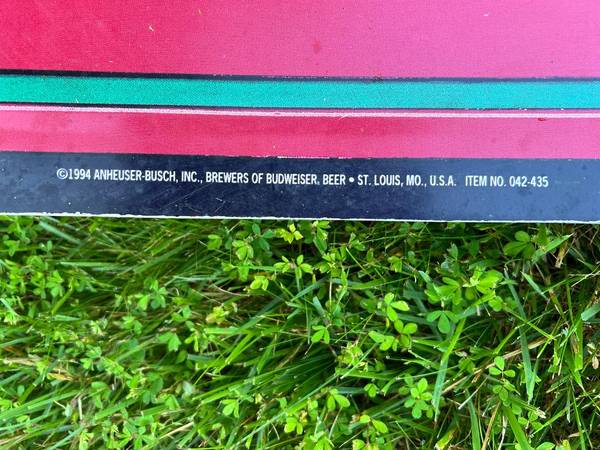 ©1994 ANHEUSER-BUSCH, INC., BREWERS OF BUDWEISER® BEER • ST. LOUIS, MO., U.S.A. ITEM NO. 042-435